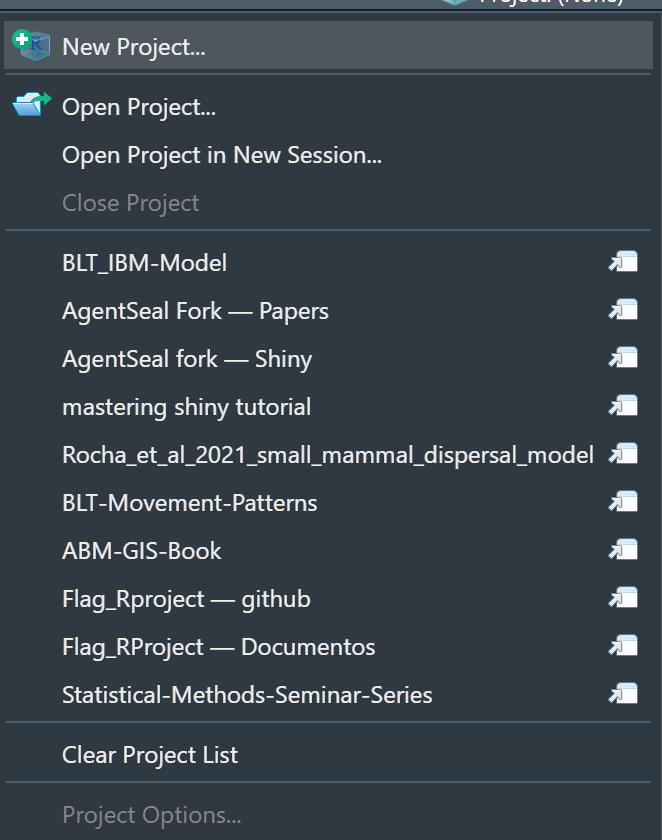 Project: (None)
New Project...
Open Project...
Open Project in New Session...
Close Project
BLT_IBM-Model
AgentSeal Fork — Papers
AgentSeal fork — Shiny
mastering shiny tutorial
Rocha_et_al_2021_small_mammal_dispersal_model
BLT-Movement-Patterns
ABM-GIS-Book
Flag_Rproject — github
Flag_RProject — Documentos
Statistical-Methods-Seminar-Series
Clear Project List
Project Options...